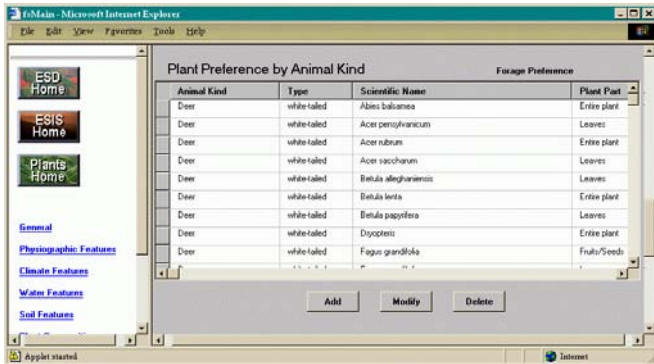 fsMain - Microsoft Internet Explorer
File Edit View Favorites Tools Help
ESD
Home
ESIS
Home
Plants
Home
General
Physiographic Features
Climate Features
Water Features
Soil Features
Plant Preference by Animal Kind
Forage Preference
Animal Kind Type Scientific Name Plant Part
Deer white-tailed Abies balsamea Entire plant
Deer white-tailed Acer pensylvanicum Leaves
Deer white-tailed Acer rubrum Entire plant
Deer white-tailed Acer saccharum Leaves
Deer white-tailed Betula alleghaniensis Leaves
Deer white-tailed Betula lenta Entire plant
Deer white-tailed Betula papyrifera Leaves
Deer white-tailed Dryopteris Entire plant
Deer white-tailed Fagus grandifolia Fruits/Seeds
Add Modify Delete
Applet started
Internet